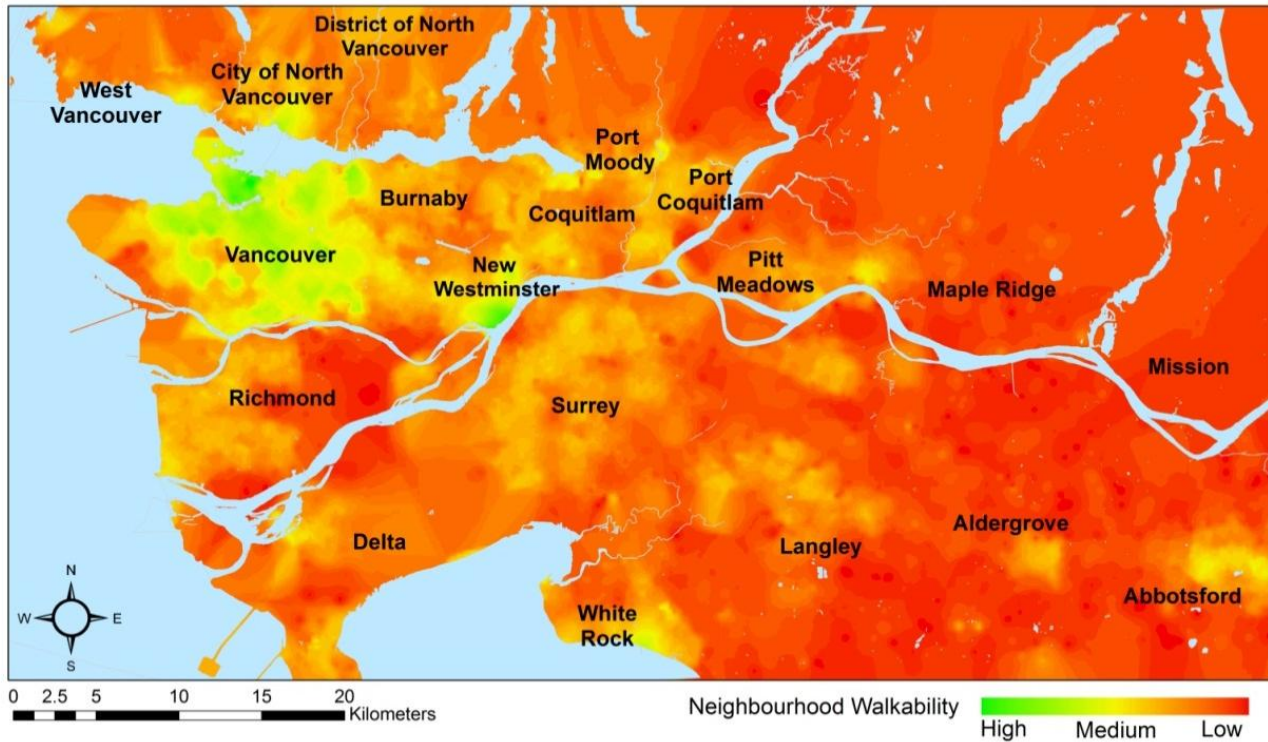 District of North
Vancouver
City of North
Vancouver
West
Vancouver
Port
Moody
Port
Coquitlam
Burnaby
Coquitlam
Vancouver
New
Westminster
Pitt
Meadows
Maple Ridge
Mission
Richmond
Surrey
Delta
Langley
Aldergrove
Abbotsford
White
Rock
N
W E
S
0 2.5 5 10 15 20
Kilometers
Neighbourhood Walkability
High Medium Low